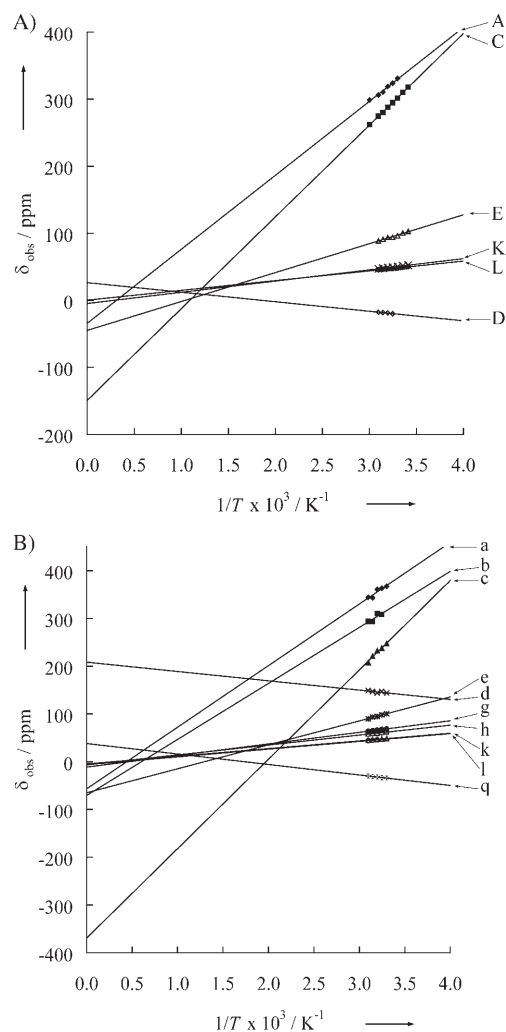 A)
400
300
200
100
0
-100
-200
δobs / ppm
A
C
E
K
L
D
0.0 0.5 1.0 1.5 2.0 2.5 3.0 3.5 4.0
1/T x 10³ / K⁻¹
B)
400
300
200
100
0
-100
-200
-300
-400
δobs / ppm
a
b
c
e
d
g
h
k
l
q
0.0 0.5 1.0 1.5 2.0 2.5 3.0 3.5 4.0
1/T x 10³ / K⁻¹